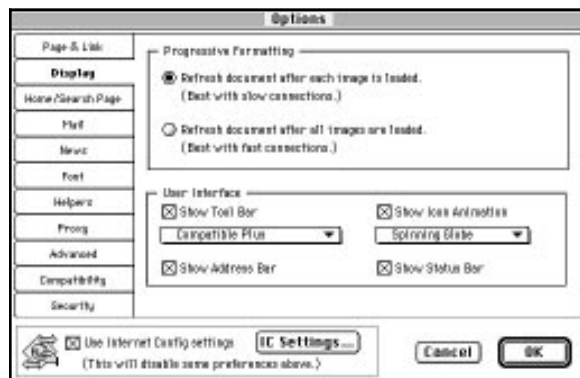 Options
Page & Link
Display
Home/Search Page
Mail
News
Font
Helpers
Proxy
Advanced
Compatibility
Security
Progressive Formatting
Refresh document after each image is loaded.
(Best with slow connections.)
Refresh document after all images are loaded.
(Best with fast connections.)
User Interface
Show Tool Bar
Show Icon Animation
Compatible Plus
Spinning Globe
Show Address Bar
Show Status Bar
Use Internet Config settings
IC Settings...
(This will disable some preferences above.)
Cancel
OK